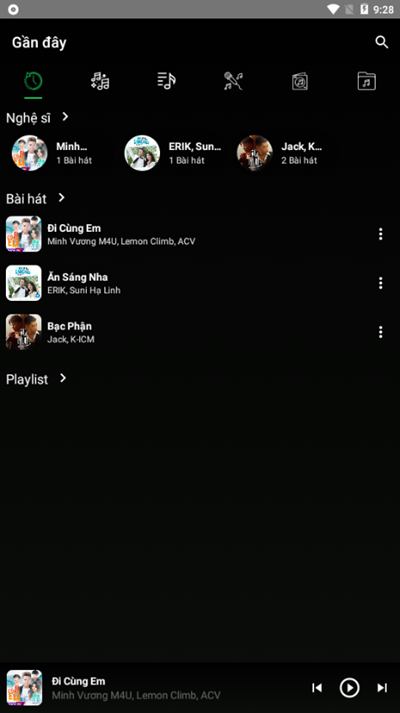 9:28
Gần đây
Nghệ sĩ
Minh...
1 Bài hát
ERIK, Sun...
1 Bài hát
Jack, K...
2 Bài hát
Bài hát
Đi Cùng Em
Minh Vương M4U, Lemon Climb, ACV
Ăn Sáng Nha
ERIK, Suni Hạ Linh
Bạc Phận
Jack, K-ICM
Playlist
Đi Cùng Em
Minh Vương M4U, Lemon Climb, ACV